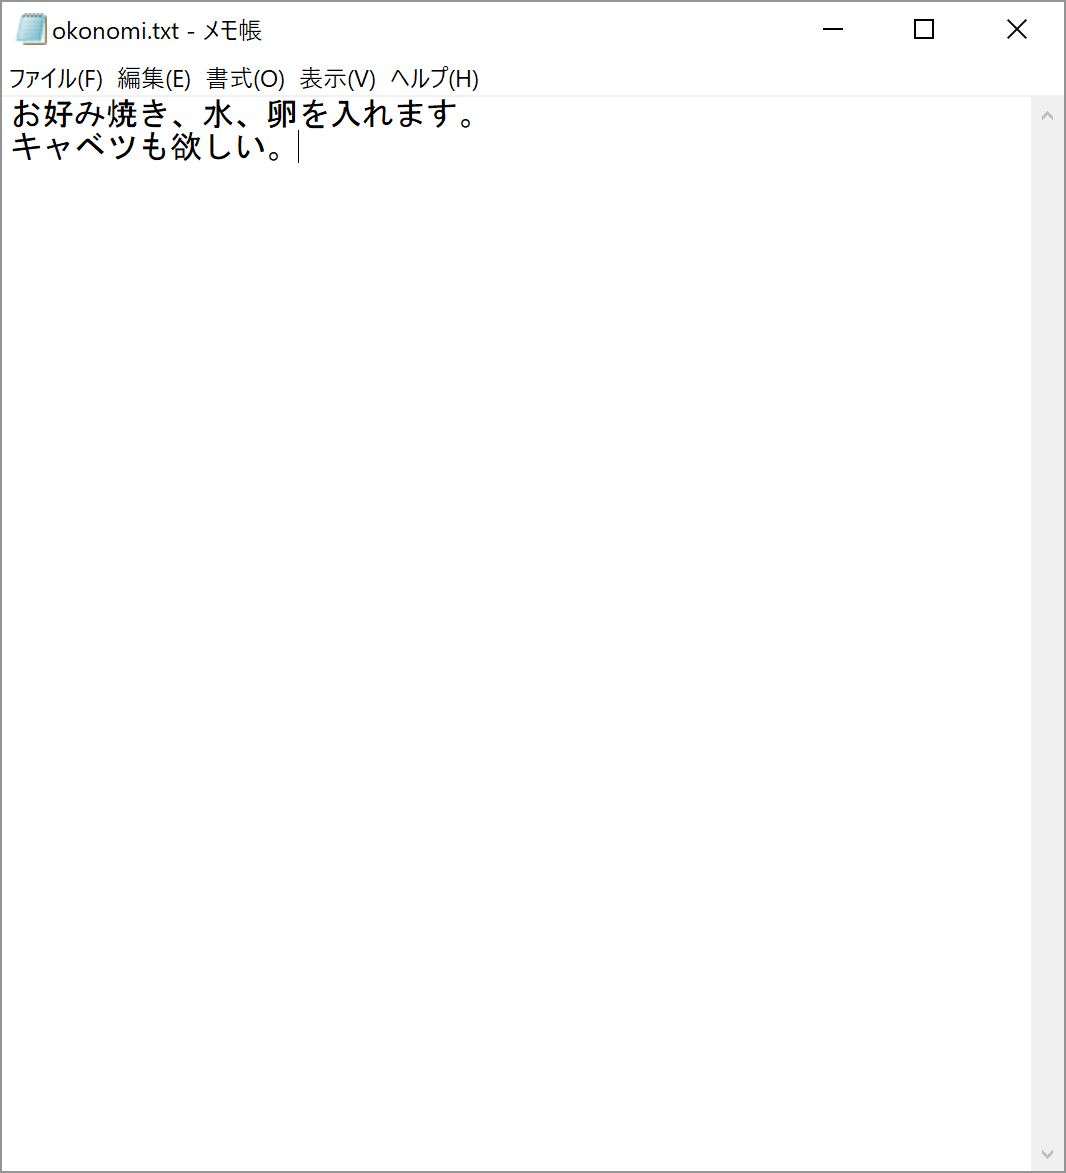 okonomi.txt - メモ帳
ファイル(F) 編集(E) 書式(O) 表示(V) ヘルプ(H)
お好み焼き、水、卵を入れます。
キャベツも欲しい。